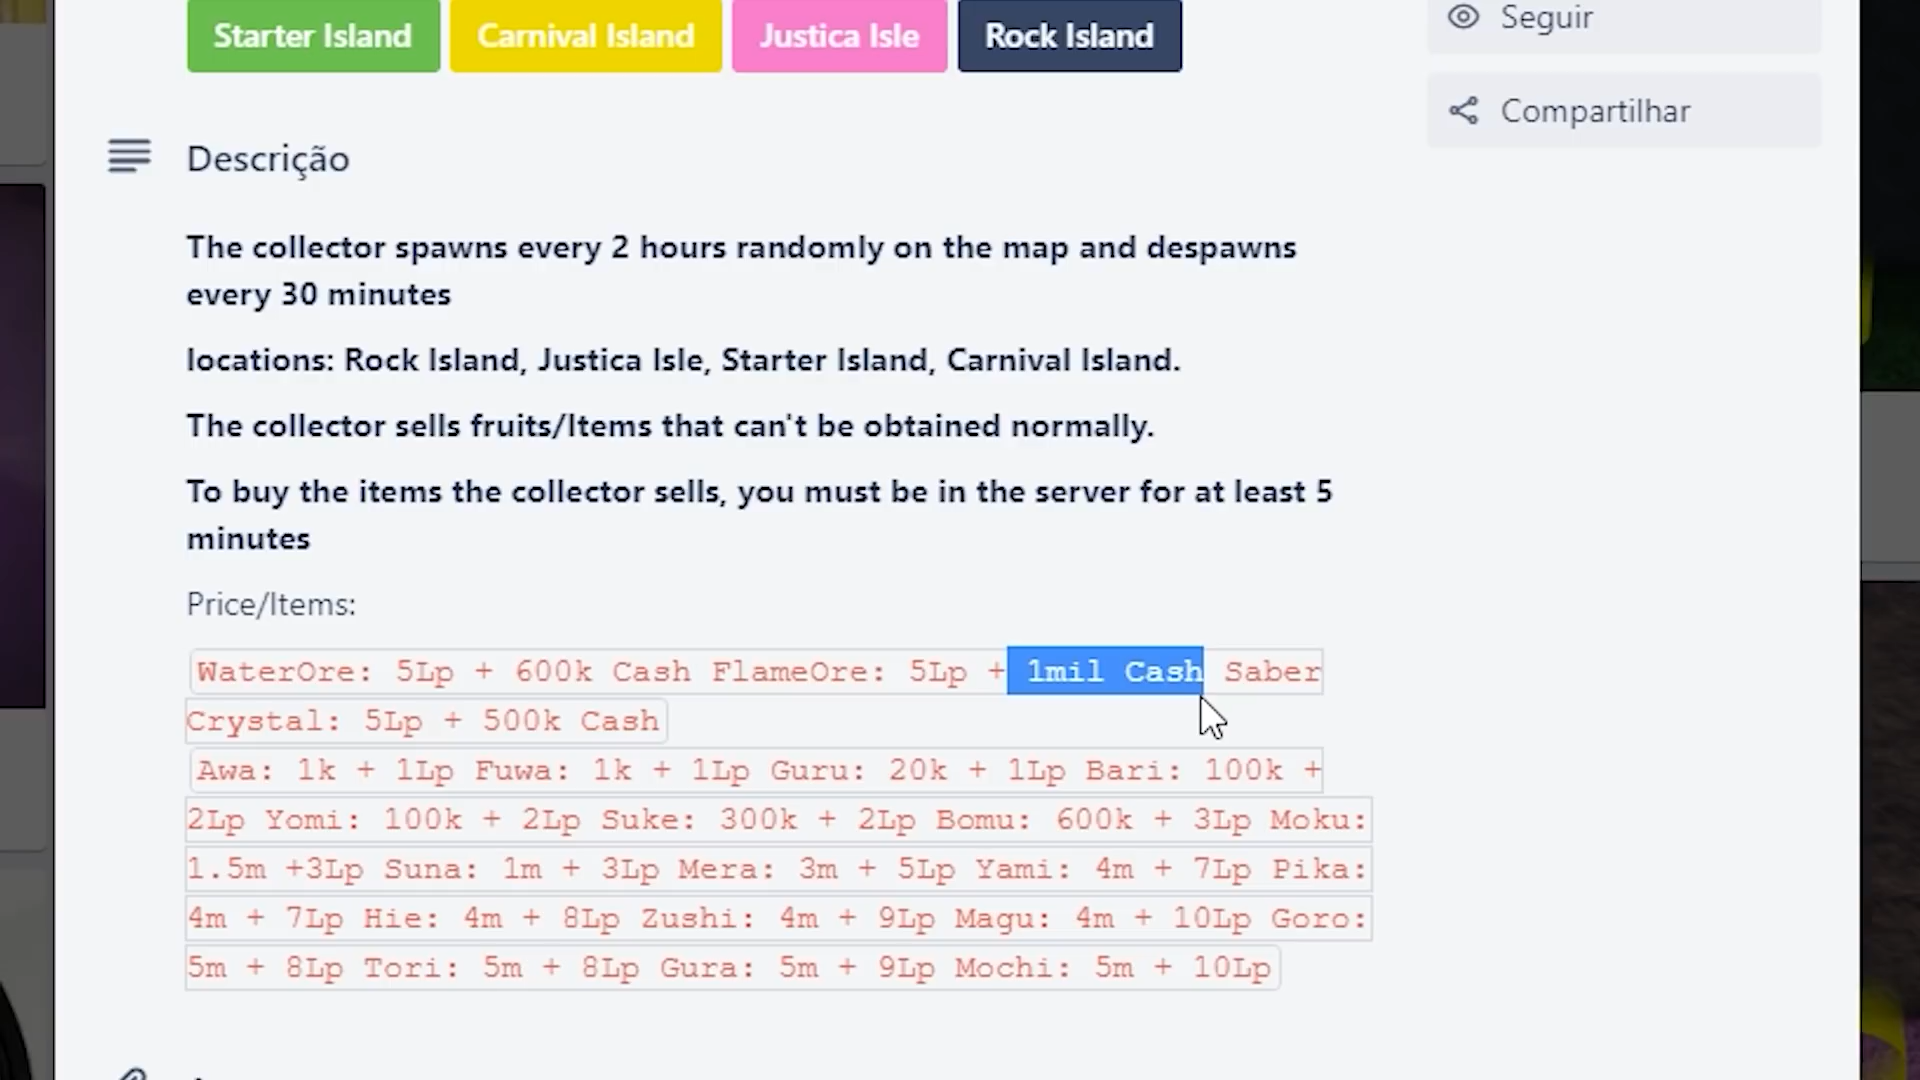 Starter Island Carnival Island Justica Isle Rock Island
Seguir
Compartilhar
Descrição
The collector spawns every 2 hours randomly on the map and despawns
every 30 minutes
locations: Rock Island, Justica Isle, Starter Island, Carnival Island.
The collector sells fruits/Items that can't be obtained normally.
To buy the items the collector sells, you must be in the server for at least 5
minutes
Price/Items:
WaterOre: 5Lp + 600k Cash FlameOre: 5Lp + 1mil Cash Saber
Crystal: 5Lp + 500k Cash
Awa: 1k + 1Lp Fuwa: 1k + 1Lp Guru: 20k + 1Lp Bari: 100k +
2Lp Yomi: 100k + 2Lp Suke: 300k + 2Lp Bomu: 600k + 3Lp Moku:
1.5m +3Lp Suna: 1m + 3Lp Mera: 3m + 5Lp Yami: 4m + 7Lp Pika:
4m + 7Lp Hie: 4m + 8Lp Zushi: 4m + 9Lp Magu: 4m + 10Lp Goro:
5m + 8Lp Tori: 5m + 8Lp Gura: 5m + 9Lp Mochi: 5m + 10Lp